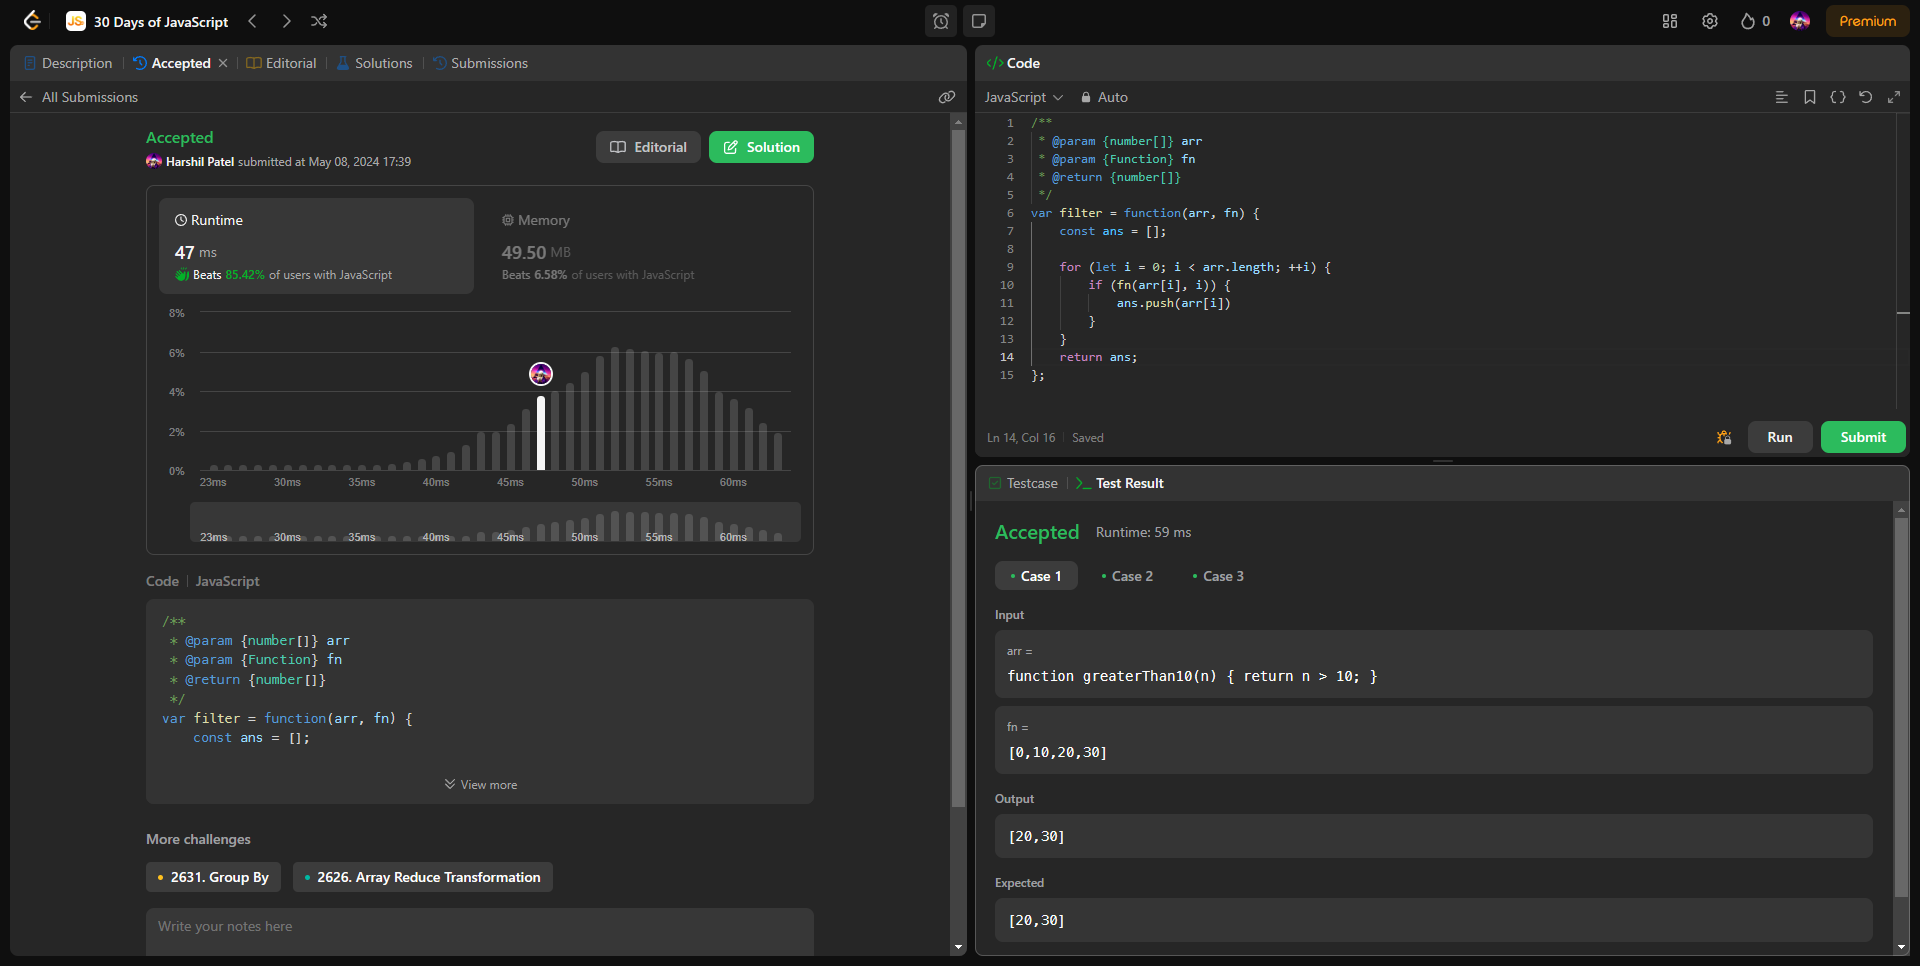 JS 30 Days of JavaScript
0
Premium
Description
Accepted
Editorial
Solutions
Submissions
All Submissions
Accepted
Harshil Patel submitted at May 08, 2024 17:39
Editorial
Solution
Runtime
47 ms
Beats 85.42% of users with JavaScript
Memory
49.50 MB
Beats 6.58% of users with JavaScript
8%
6%
4%
2%
0%
23ms 30ms 35ms 40ms 45ms 50ms 55ms 60ms
23ms 30ms 35ms 40ms 45ms 50ms 55ms 60ms
Code | JavaScript
/**
 * @param {number[]} arr
 * @param {Function} fn
 * @return {number[]}
 */
var filter = function(arr, fn) {
    const ans = [];
View more
More challenges
2631. Group By
2626. Array Reduce Transformation
Write your notes here
</> Code
JavaScript
Auto
1 /**
2  * @param {number[]} arr
3  * @param {Function} fn
4  * @return {number[]}
5  */
6 var filter = function(arr, fn) {
7     const ans = [];
8
9     for (let i = 0; i < arr.length; ++i) {
10         if (fn(arr[i], i)) {
11             ans.push(arr[i])
12         }
13     }
14     return ans;
15 };
Ln 14, Col 16 | Saved
Run
Submit
Testcase
>_ Test Result
Accepted
Runtime: 59 ms
• Case 1
• Case 2
• Case 3
Input
arr =
function greaterThan10(n) { return n > 10; }
fn =
[0,10,20,30]
Output
[20,30]
Expected
[20,30]